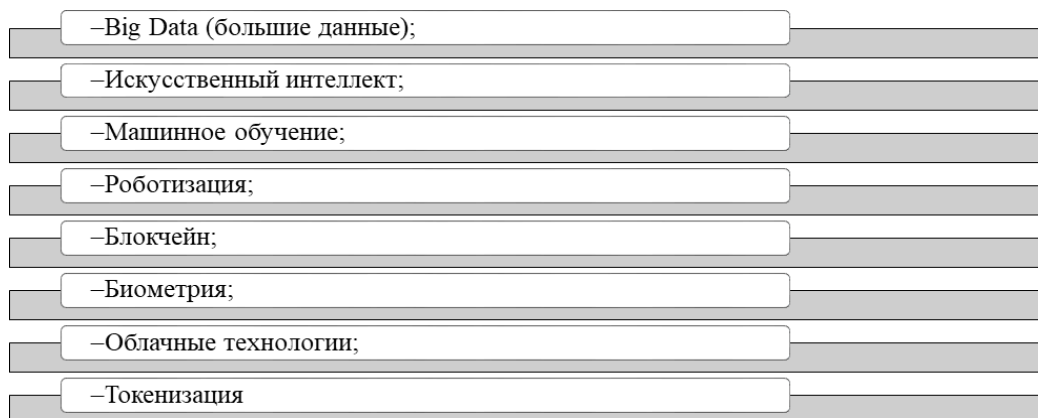 –Big Data (большие данные);
–Искусственный интеллект;
–Машинное обучение;
–Роботизация;
–Блокчейн;
–Биометрия;
–Облачные технологии;
–Токенизация